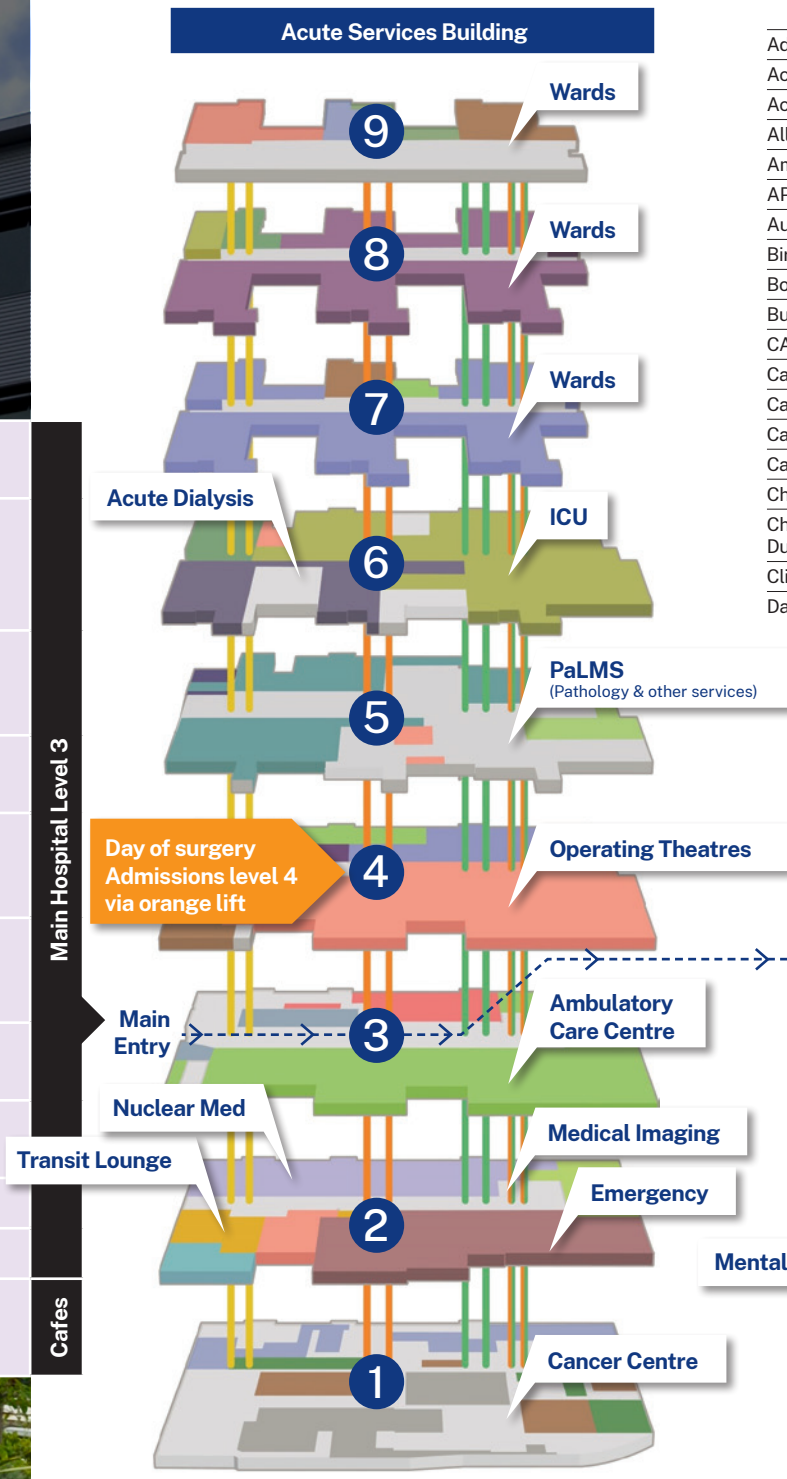 Acute Services Building
9
Wards
8
Wards
7
Wards
Acute Dialysis
6
ICU
5
PaLMS
(Pathology & other services)
Main Hospital Level 3
Day of surgery
Admissions level 4
via orange lift
4
Operating Theatres
Main
Entry
3
Ambulatory
Care Centre
Nuclear Med
Transit Lounge
2
Medical Imaging
Emergency
Mental
Cafes
1
Cancer Centre